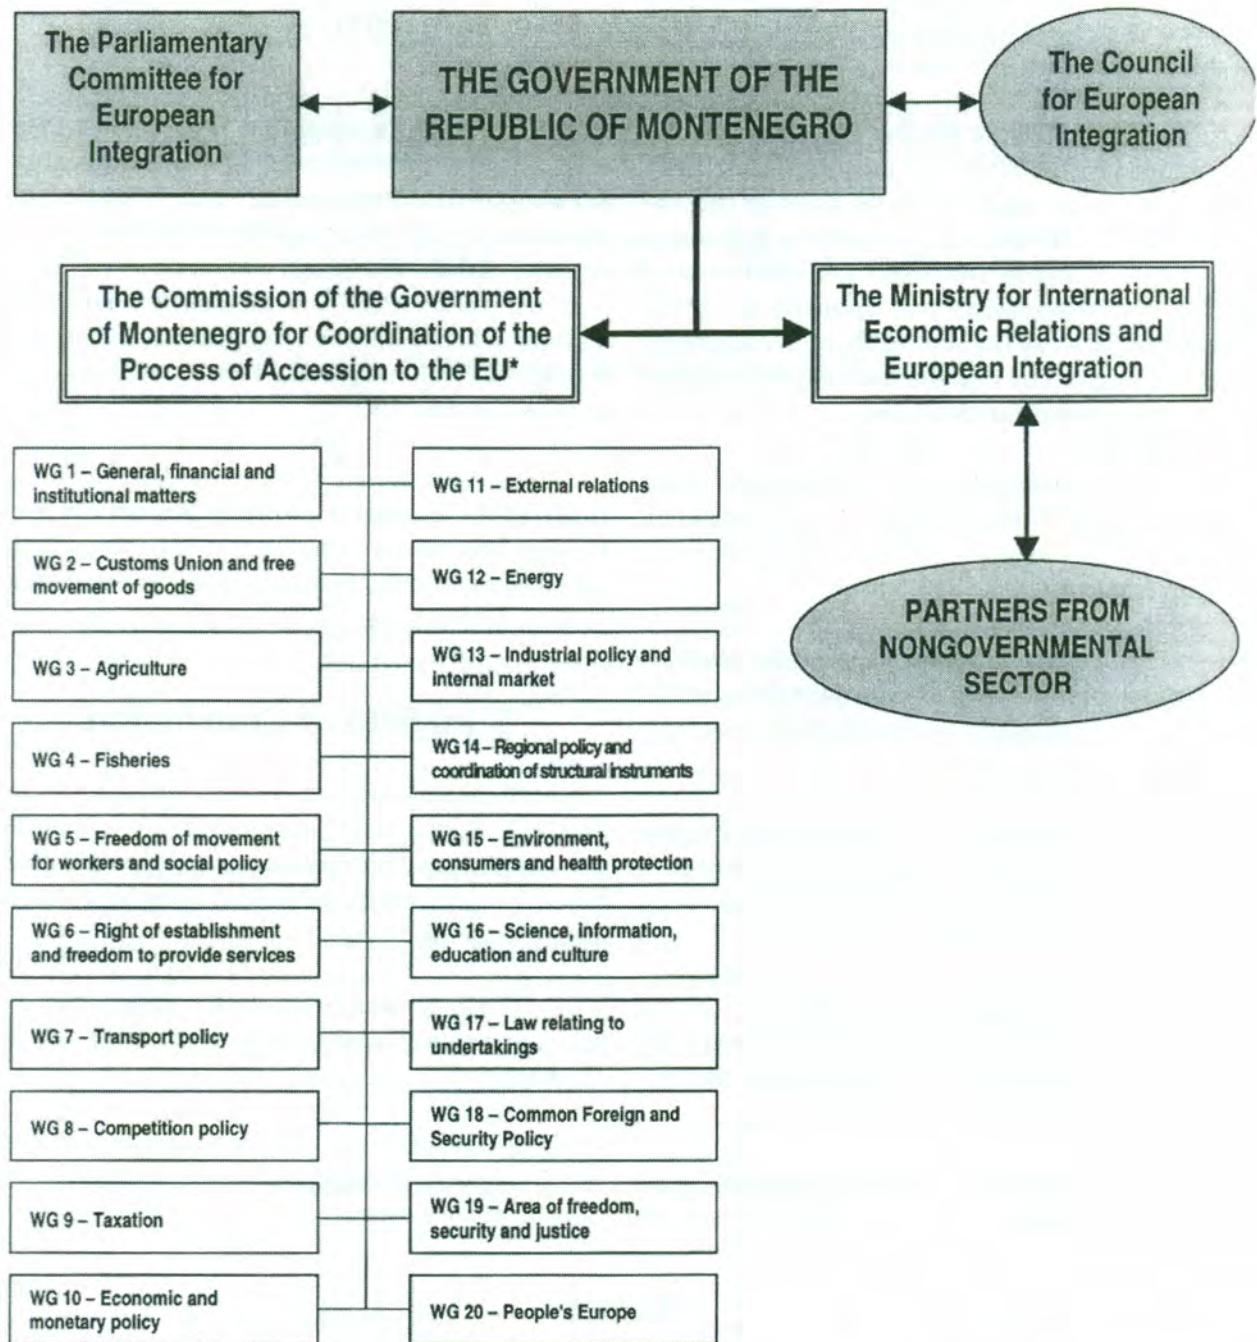 The Parliamentary
Committee for
European
Integration
THE GOVERNMENT OF THE
REPUBLIC OF MONTENEGRO
The Council
for European
Integration
The Commission of the Government
of Montenegro for Coordination of the
Process of Accession to the EU*
The Ministry for International
Economic Relations and
European Integration
WG 1 – General, financial and
institutional matters
WG 2 – Customs Union and free
movement of goods
WG 3 – Agriculture
WG 4 – Fisheries
WG 5 – Freedom of movement
for workers and social policy
WG 6 – Right of establishment
and freedom to provide services
WG 7 – Transport policy
WG 8 – Competition policy
WG 9 – Taxation
WG 10 – Economic and
monetary policy
WG 11 – External relations
WG 12 – Energy
WG 13 – Industrial policy and
internal market
WG 14 – Regional policy and
coordination of structural instruments
WG 15 – Environment,
consumers and health protection
WG 16 – Science, information,
education and culture
WG 17 – Law relating to
undertakings
WG 18 – Common Foreign and
Security Policy
WG 19 – Area of freedom,
security and justice
WG 20 – People's Europe
PARTNERS FROM
NONGOVERNMENTAL
SECTOR